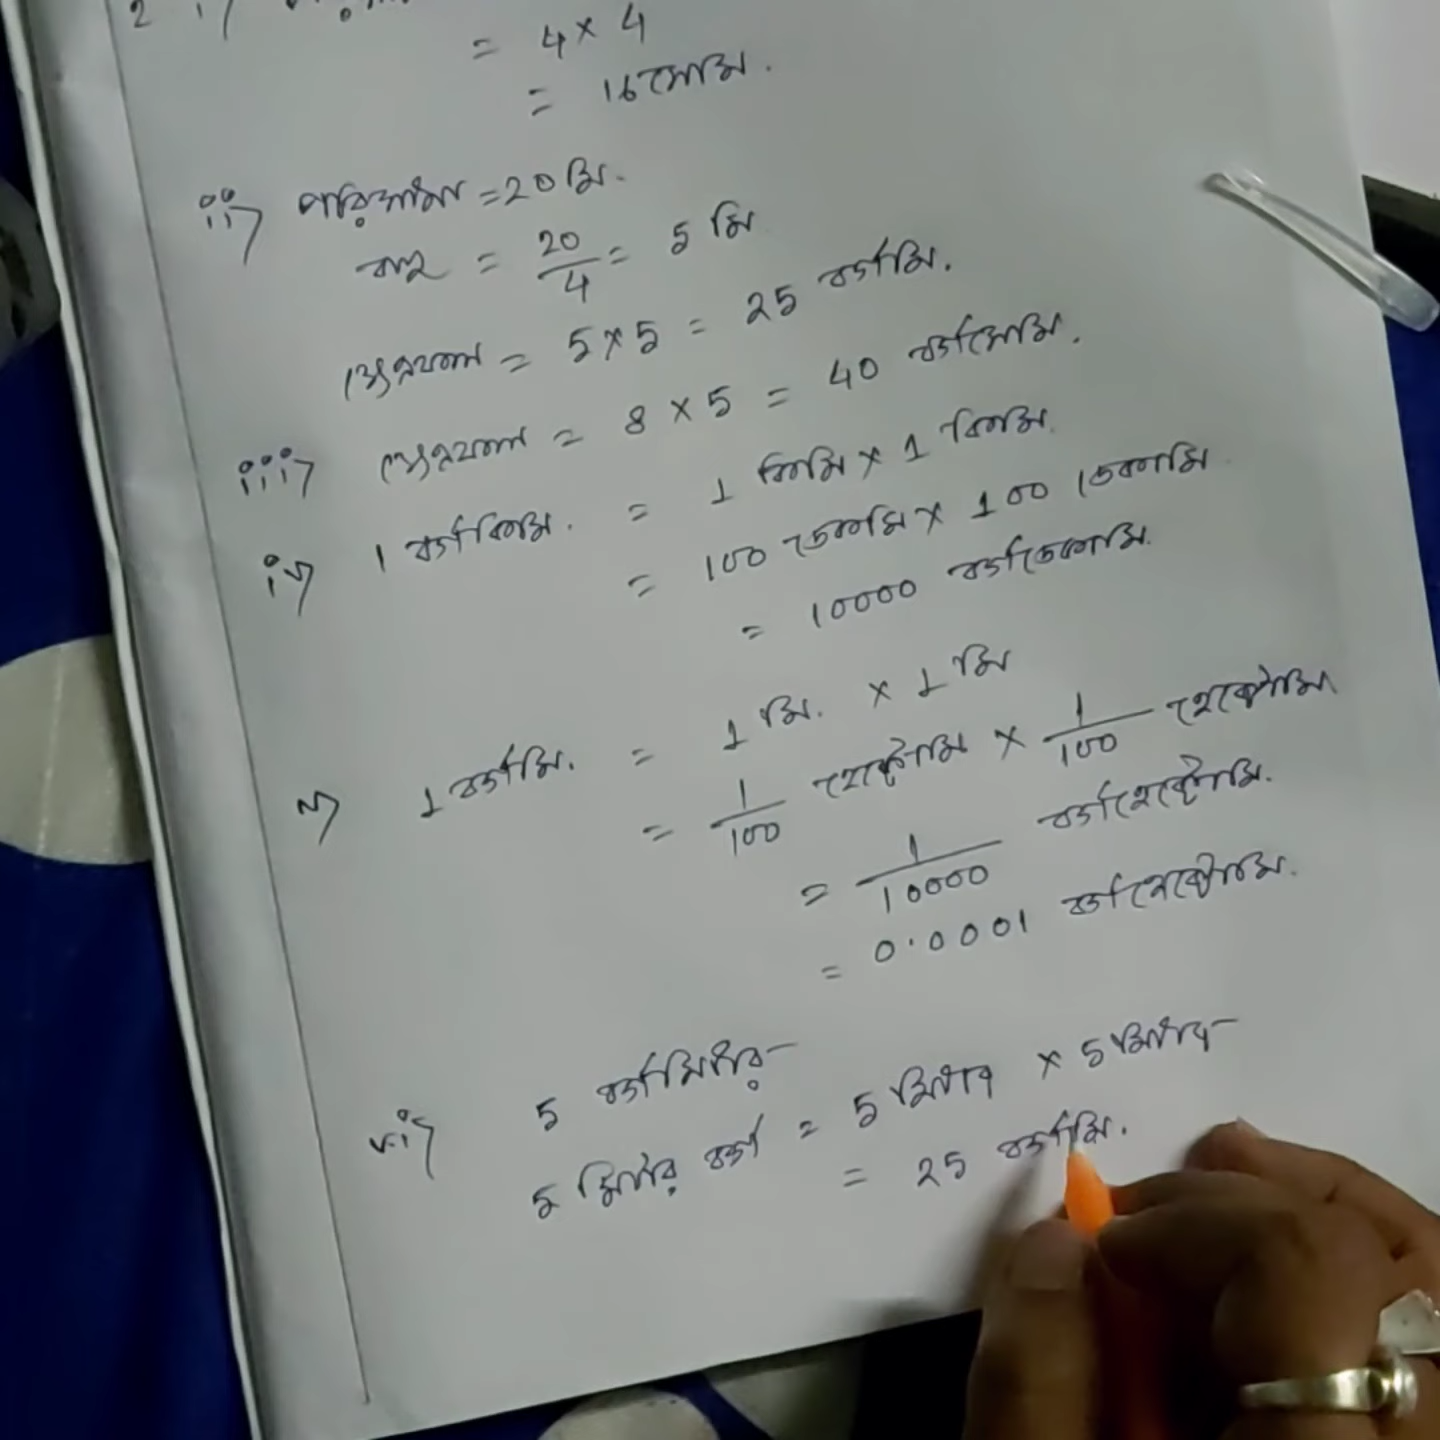 2 i)
= 4 × 4
= 16 সেমি.
ii) পরিসীমা = 20 মি.
বাহু = 20/4 = 5 মি
ক্ষেত্রফল = 5 × 5 = 25 বর্গমি.
iii) ক্ষেত্রফল = 8 × 5 = 40 বর্গসেমি.
iv) 1 বর্গকিমি. = 1 কিমি × 1 কিমি.
= 100 ডেকামি × 100 ডেকামি
= 10000 বর্গডেকামি.
v) 1 বর্গমি. = 1 মি. × 1 মি
= 1/100 হেক্টোমি × 1/100 হেক্টোমি
= 1/10000 বর্গহেক্টোমি.
= 0.0001 বর্গহেক্টোমি.
vi) 5 বর্গমিটার
5 মিটার বর্গ = 5 মিটার × 5 মিটার
= 25 বর্গমি.